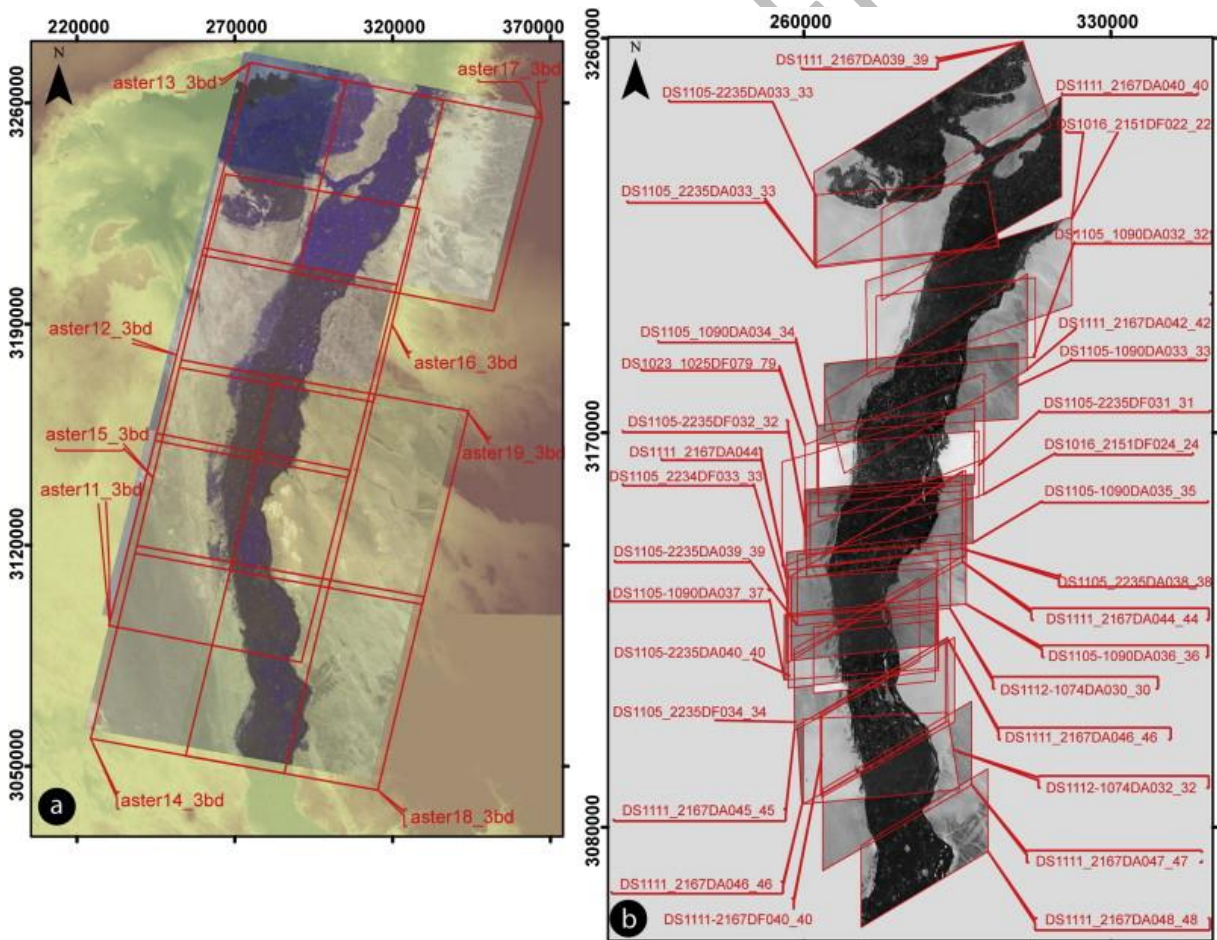 220000 270000 320000 370000
N
aster13_3bd
aster17_3bd
3260000
3190000
aster12_3bd
aster16_3bd
aster15_3bd
aster19_3bd
aster11_3bd
3120000
3050000
a
aster14_3bd
aster18_3bd
260000 330000
3260000
N
DS1111_2167DA039_39
DS1105-2235DA033_33
DS1111_2167DA040_40
DS1016_2151DF022_22
DS1105_2235DA033_33
DS1105_1090DA032_32
DS1105_1090DA034_34
DS1111_2167DA042_42
DS1023_1025DF079_79
DS1105-1090DA033_33
DS1105-2235DF032_32
DS1105-2235DF031_31
3170000
DS1111_2167DA044
DS1016_2151DF024_24
DS1105_2234DF033_33
DS1105-1090DA035_35
DS1105-2235DA039_39
DS1105_2235DA038_38
DS1105-1090DA037_37
DS1111_2167DA044_44
DS1105-2235DA040_40
DS1105-1090DA036_36
DS1112-1074DA030_30
DS1105_2235DF034_34
DS1111_2167DA046_46
DS1112-1074DA032_32
DS1111_2167DA045_45
3080000
DS1111_2167DA047_47
DS1111_2167DA046_46
DS1111-2167DF040_40
DS1111_2167DA048_48
b